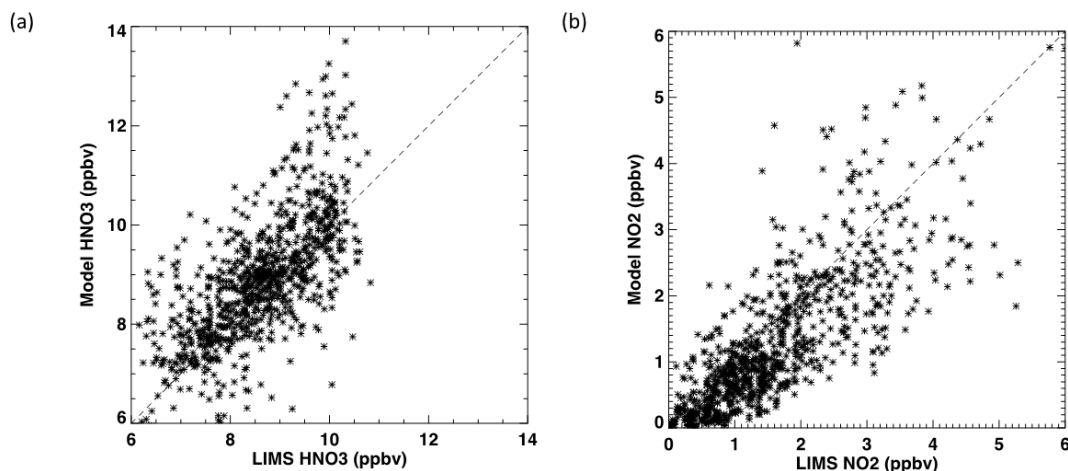 (a)
14
12
10
8
6
Model HNO3 (ppbv)
6 8 10 12 14
LIMS HNO3 (ppbv)
(b)
6
5
4
3
2
1
0
Model NO2 (ppbv)
0 1 2 3 4 5 6
LIMS NO2 (ppbv)